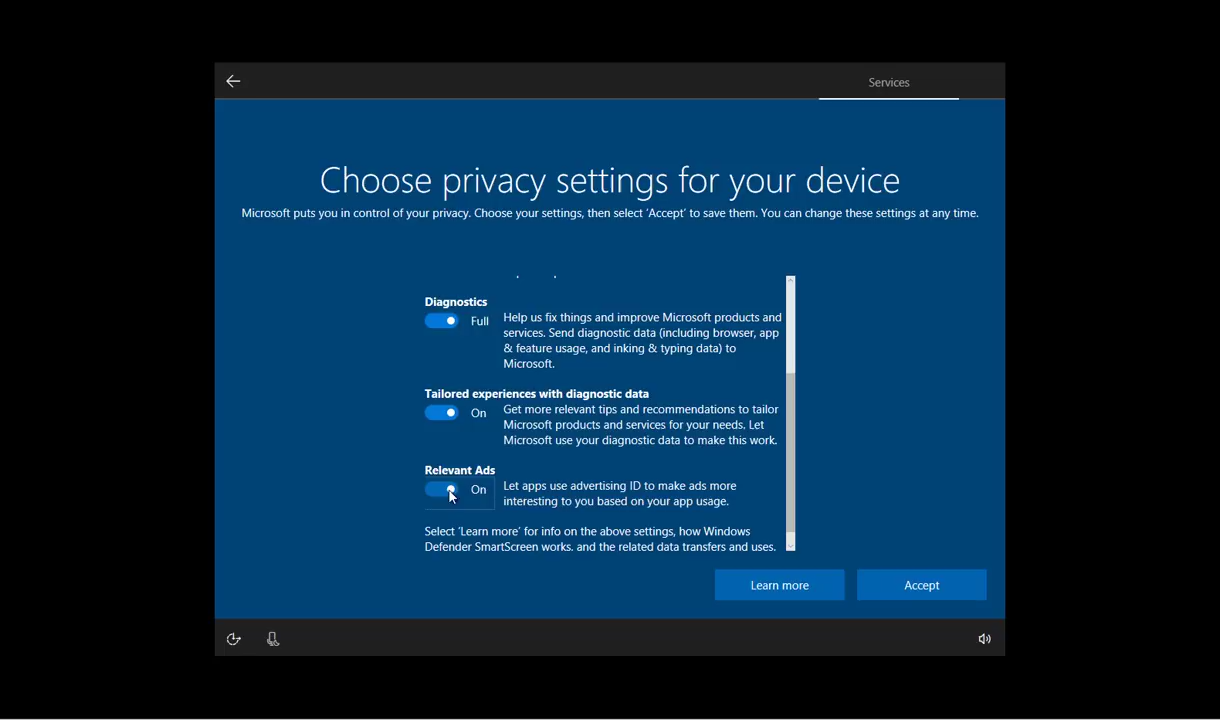 Services
Choose privacy settings for your device
Microsoft puts you in control of your privacy. Choose your settings, then select 'Accept' to save them. You can change these settings at any time.
Diagnostics
Full
Help us fix things and improve Microsoft products and
services. Send diagnostic data (including browser, app
& feature usage, and inking & typing data) to
Microsoft.
Tailored experiences with diagnostic data
On
Get more relevant tips and recommendations to tailor
Microsoft products and services for your needs. Let
Microsoft use your diagnostic data to make this work.
Relevant Ads
On
Let apps use advertising ID to make ads more
interesting to you based on your app usage.
Select 'Learn more' for info on the above settings, how Windows
Defender SmartScreen works, and the related data transfers and uses.
Learn more
Accept